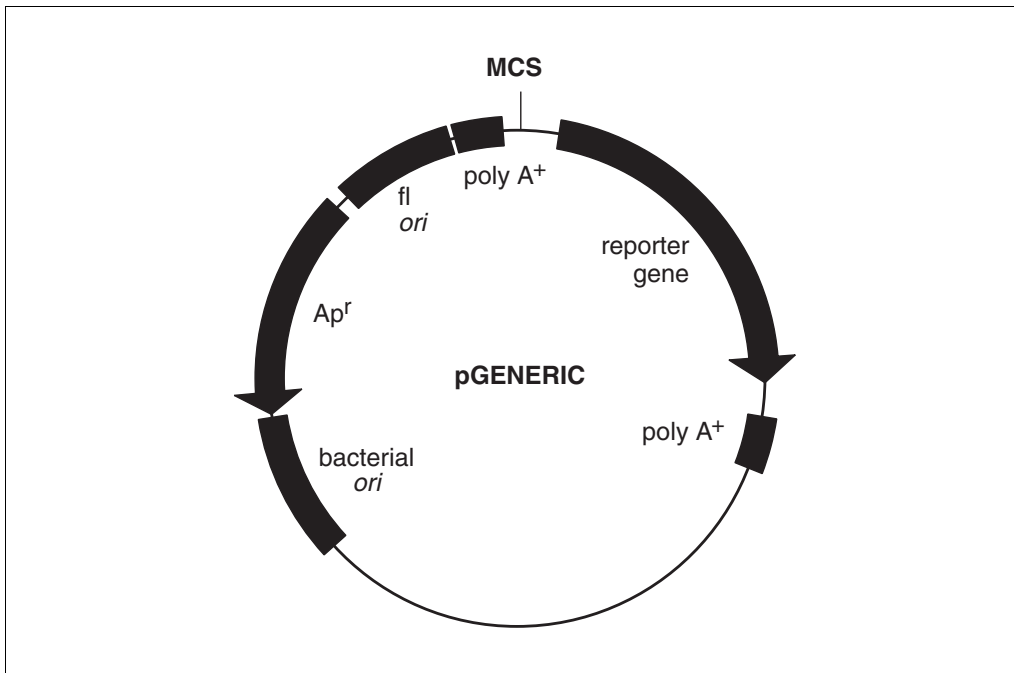 MCS
poly A+
fl
ori
reporter
gene
Apr
pGENERIC
poly A+
bacterial
ori